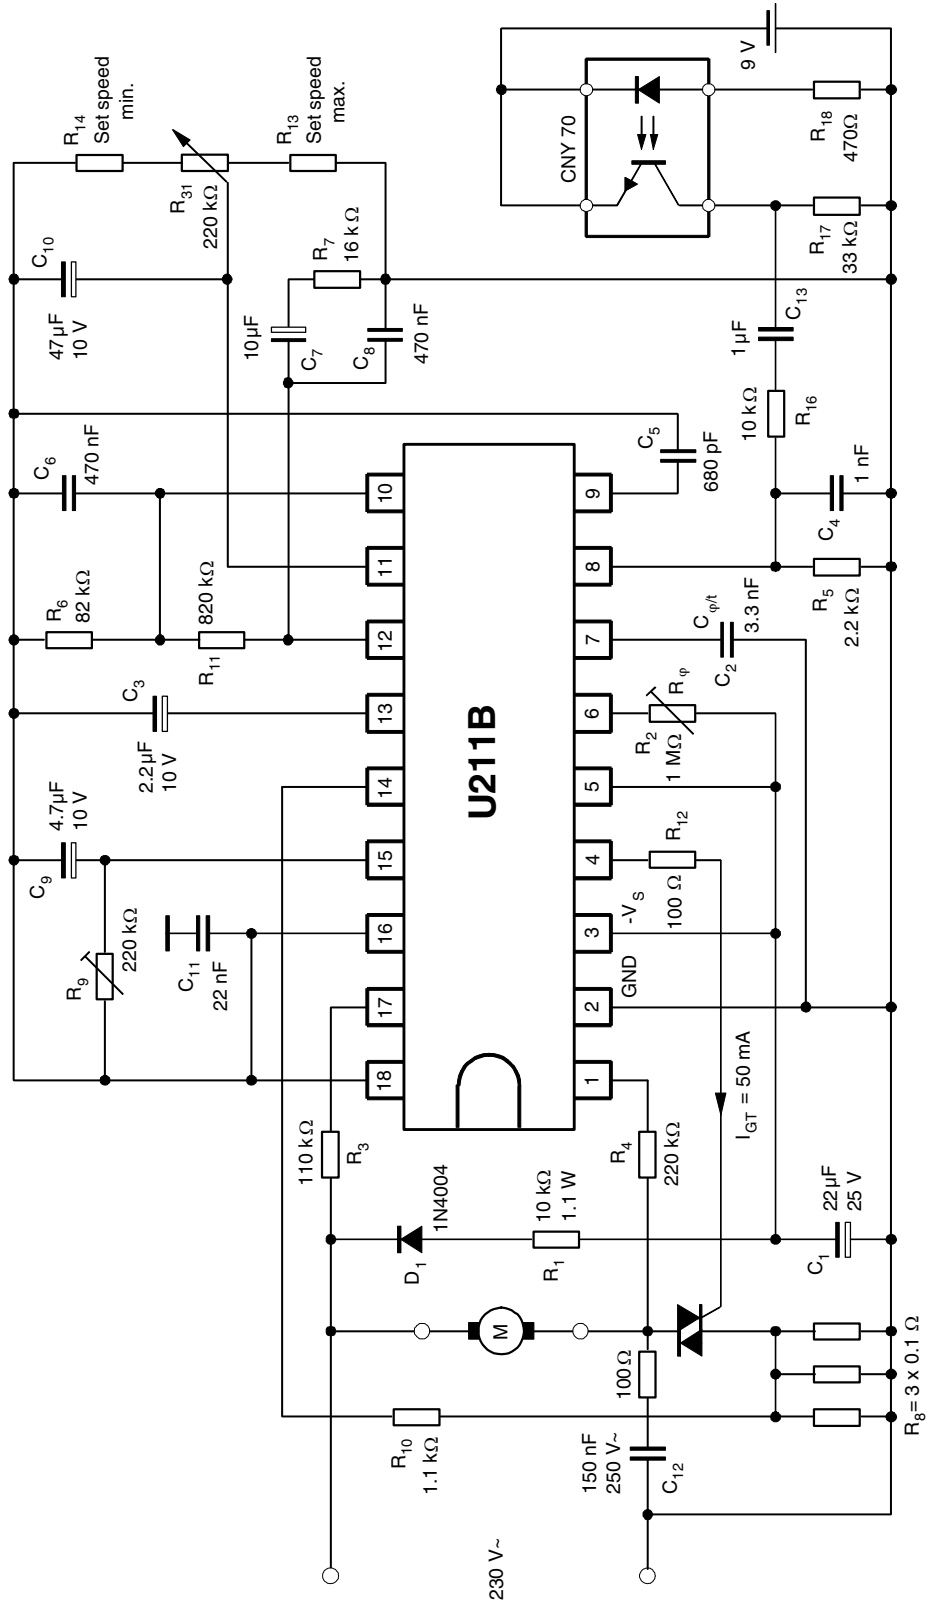 R14
Set speed
min.
R31
220 kΩ
R13
Set speed
max.
C10
47µF
10 V
R7
16 kΩ
10µF
C7
C8
470 nF
CNY 70
9 V
R18
470Ω
R17
33 kΩ
C13
1µF
10 kΩ
R16
C6
470 nF
C5
680 pF
C4
1 nF
R6
82 kΩ
820 kΩ
R11
R5
2.2 kΩ
Cφ/t
3.3 nF
C2
C3
2.2µF
10 V
R2
Rφ
1 MΩ
4.7µF
10 V
C9
R12
100 Ω
R9
220 kΩ
C11
22 nF
-VS
GND
U211B
18
17
16
15
14
13
12
11
10
1
2
3
4
5
6
7
8
9
IGT = 50 mA
110 kΩ
R3
R4
220 kΩ
D1
1N4004
10 kΩ
1.1 W
R1
22µF
25 V
C1
M
100Ω
R10
1.1 kΩ
150 nF
250 V~
C12
R8= 3 x 0.1 Ω
230 V~